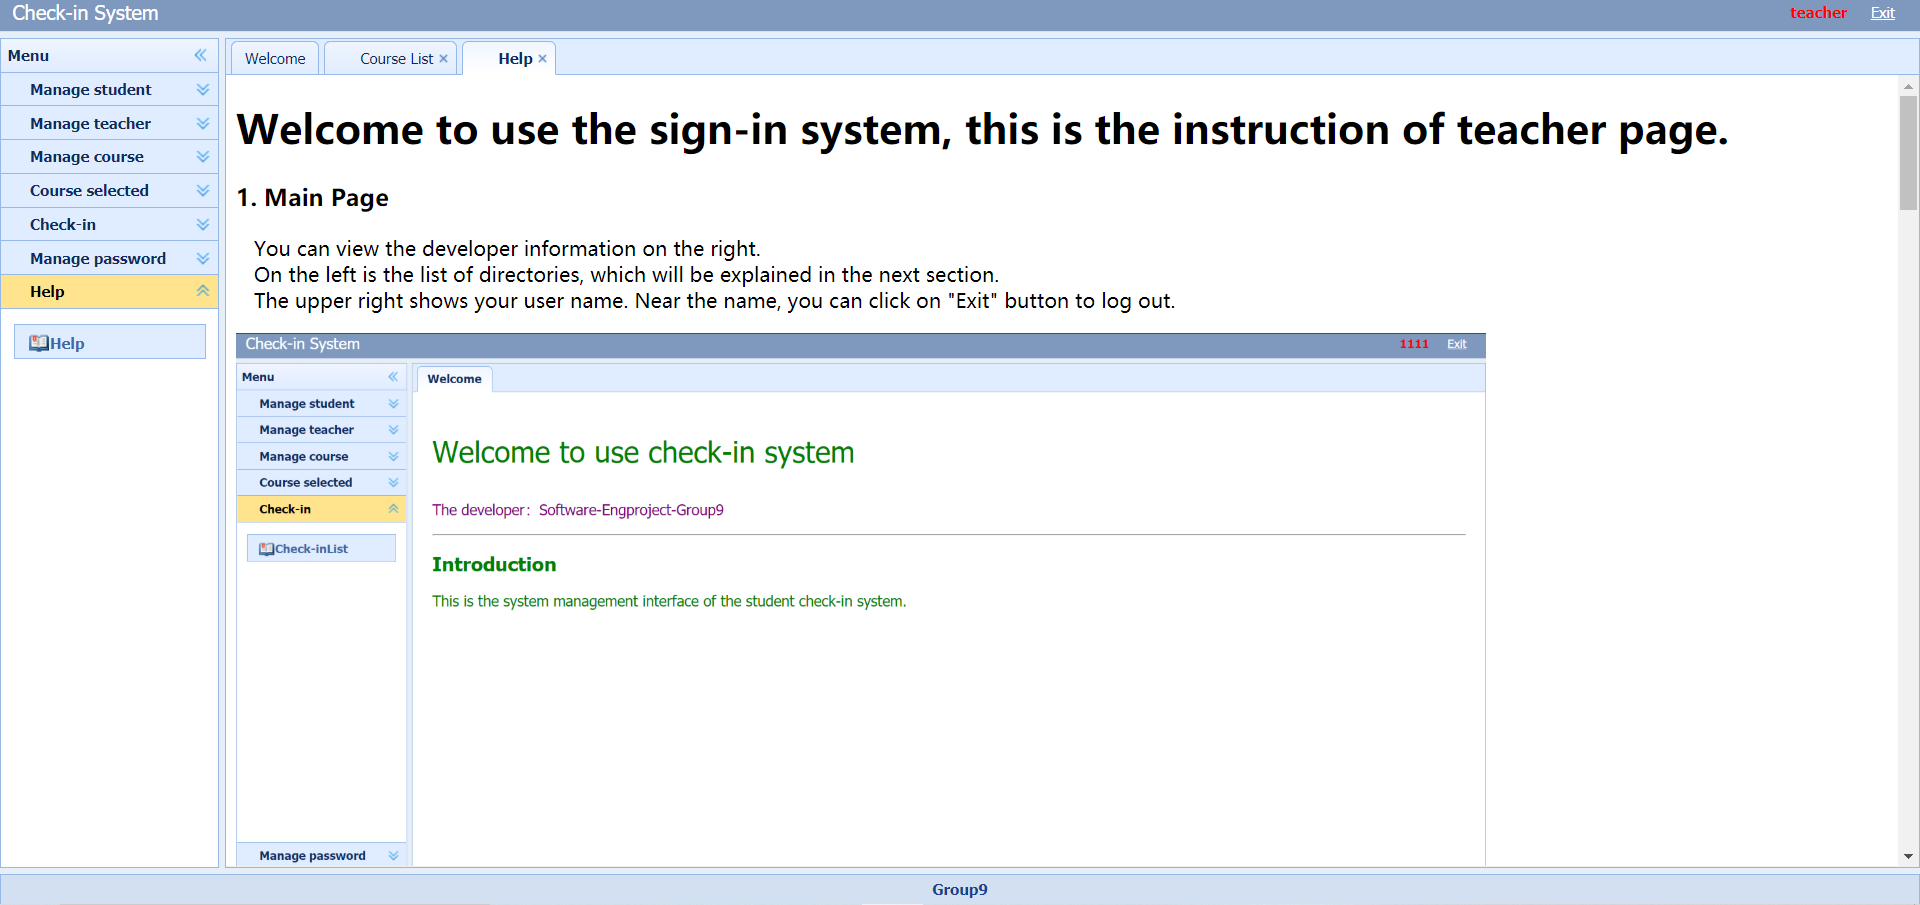 Check-in System
teacher Exit
Menu
Manage student
Manage teacher
Manage course
Course selected
Check-in
Manage password
Help
Help
Welcome Course List Help
Welcome to use the sign-in system, this is the instruction of teacher page.
1. Main Page
You can view the developer information on the right.
On the left is the list of directories, which will be explained in the next section.
The upper right shows your user name. Near the name, you can click on "Exit" button to log out.
Check-in System
1111 Exit
Menu
Manage student
Manage teacher
Manage course
Course selected
Check-in
Check-inList
Manage password
Welcome
Welcome to use check-in system
The developer: Software-Engproject-Group9
Introduction
This is the system management interface of the student check-in system.
Group9